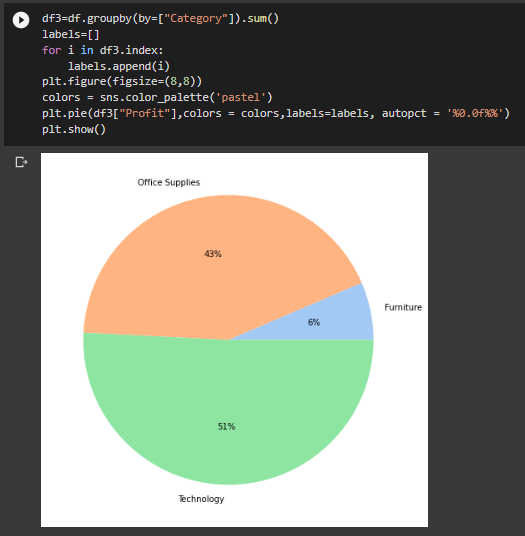 df3=df.groupby(by=["Category"]).sum()
labels=[]
for i in df3.index:
    labels.append(i)
plt.figure(figsize=(8,8))
colors = sns.color_palette('pastel')
plt.pie(df3["Profit"],colors = colors,labels=labels, autopct = '%0.0f%%')
plt.show()
Office Supplies
43%
Furniture
6%
51%
Technology